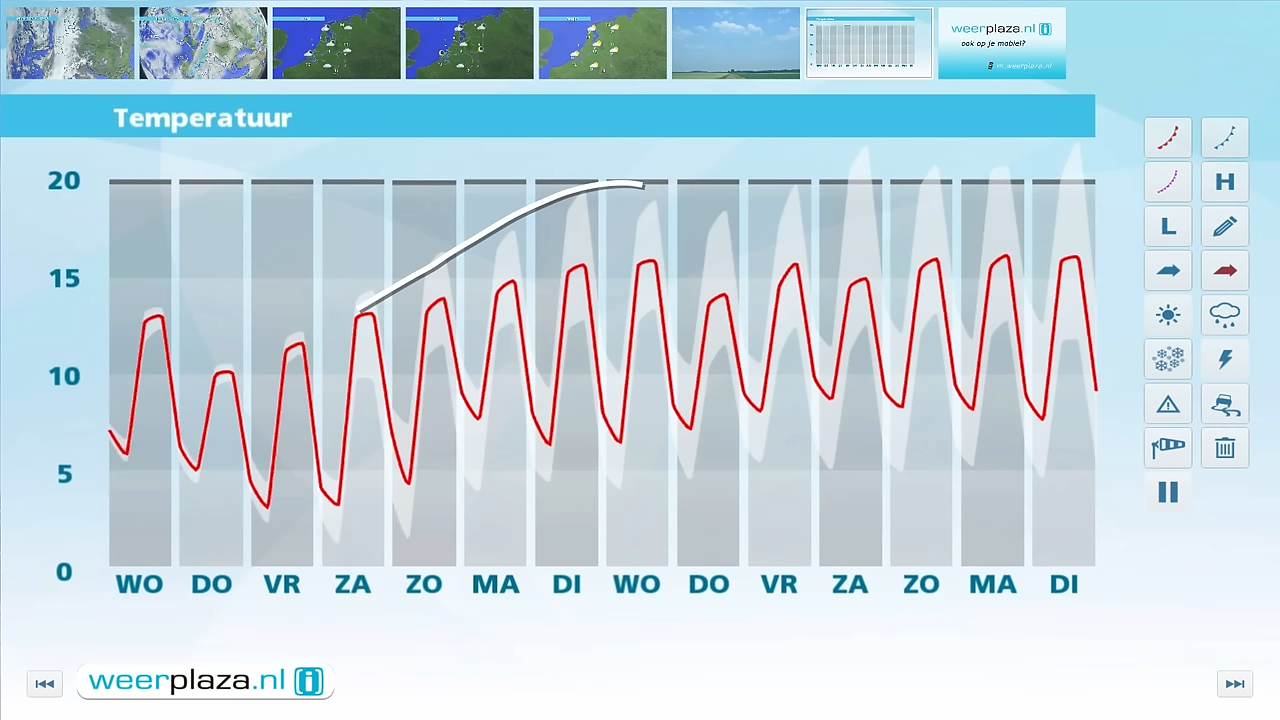 weerplaza.nl
ook op je mobiel?
m.weerplaza.nl
Temperatuur
20
15
10
5
0
WO DO VR ZA ZO MA DI WO DO VR ZA ZO MA DI
H
L
weerplaza.nl